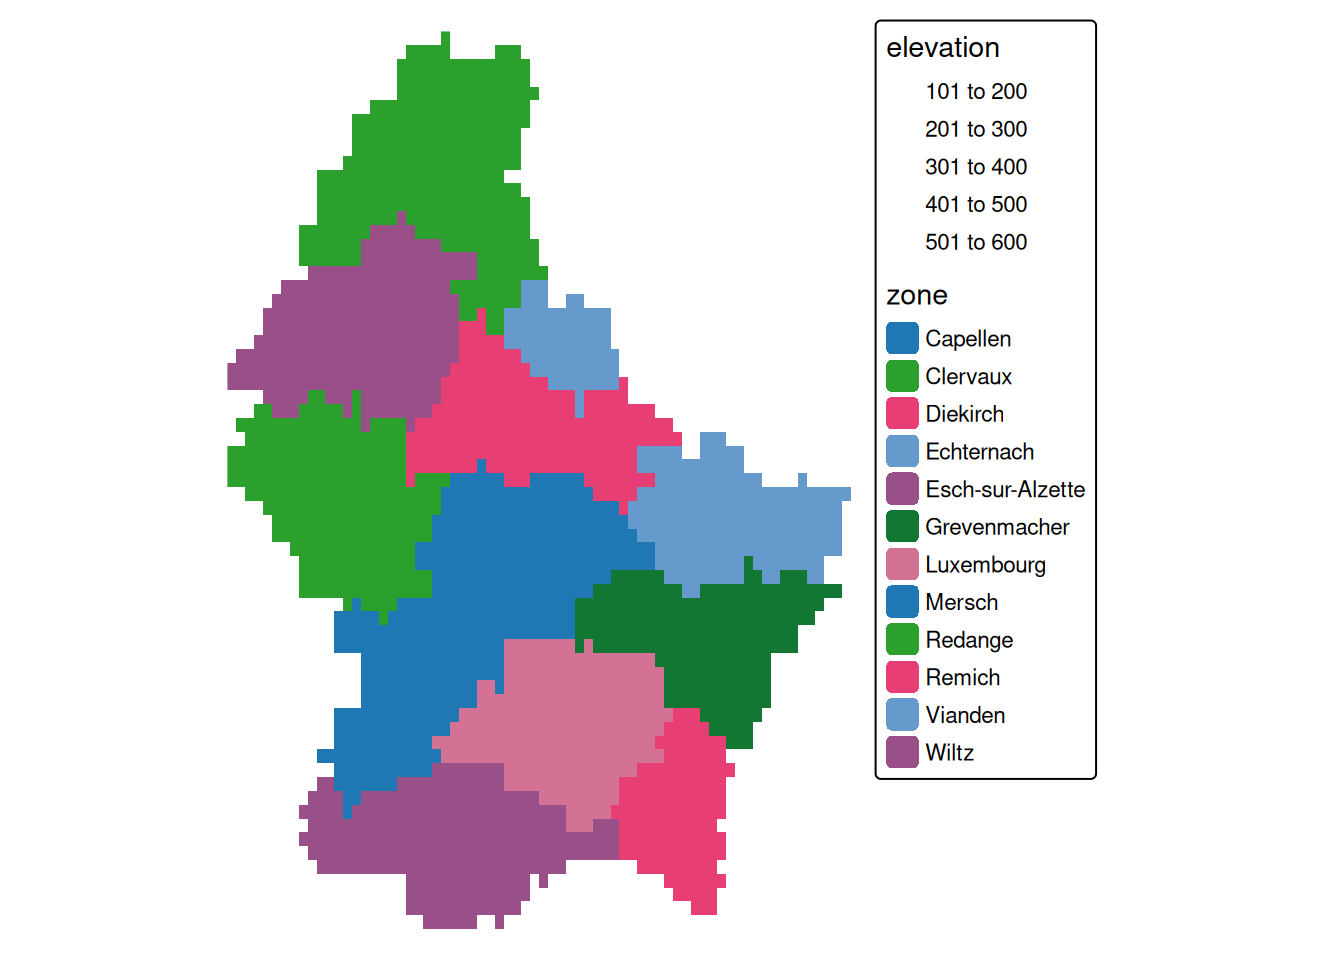 elevation
101 to 200
201 to 300
301 to 400
401 to 500
501 to 600
zone
Capellen
Clervaux
Diekirch
Echternach
Esch-sur-Alzette
Grevenmacher
Luxembourg
Mersch
Redange
Remich
Vianden
Wiltz